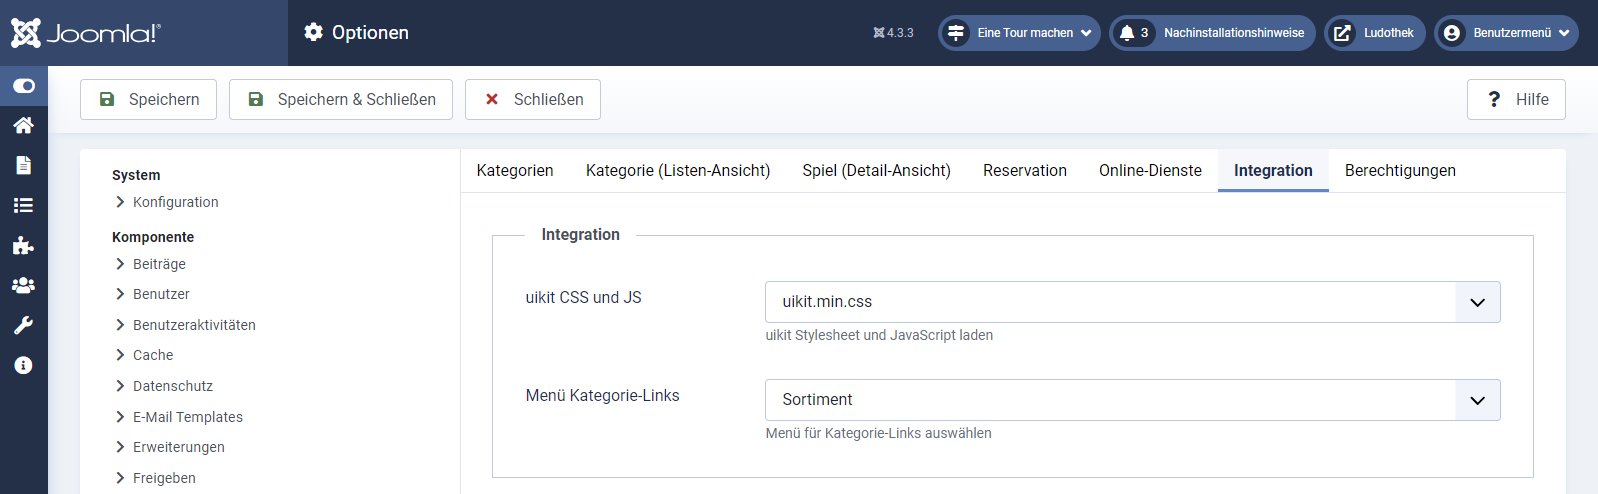 Joomla!®
Optionen
4.3.3
Eine Tour machen
3 Nachinstallationshinweise
Ludothek
Benutzermenü
Speichern
Speichern & Schließen
Schließen
? Hilfe
System
Konfiguration
Komponente
Beiträge
Benutzer
Benutzeraktivitäten
Cache
Datenschutz
E-Mail Templates
Erweiterungen
Freigeben
Kategorien
Kategorie (Listen-Ansicht)
Spiel (Detail-Ansicht)
Reservation
Online-Dienste
Integration
Berechtigungen
Integration
uikit CSS und JS
uikit.min.css
uikit Stylesheet und JavaScript laden
Menü Kategorie-Links
Sortiment
Menü für Kategorie-Links auswählen